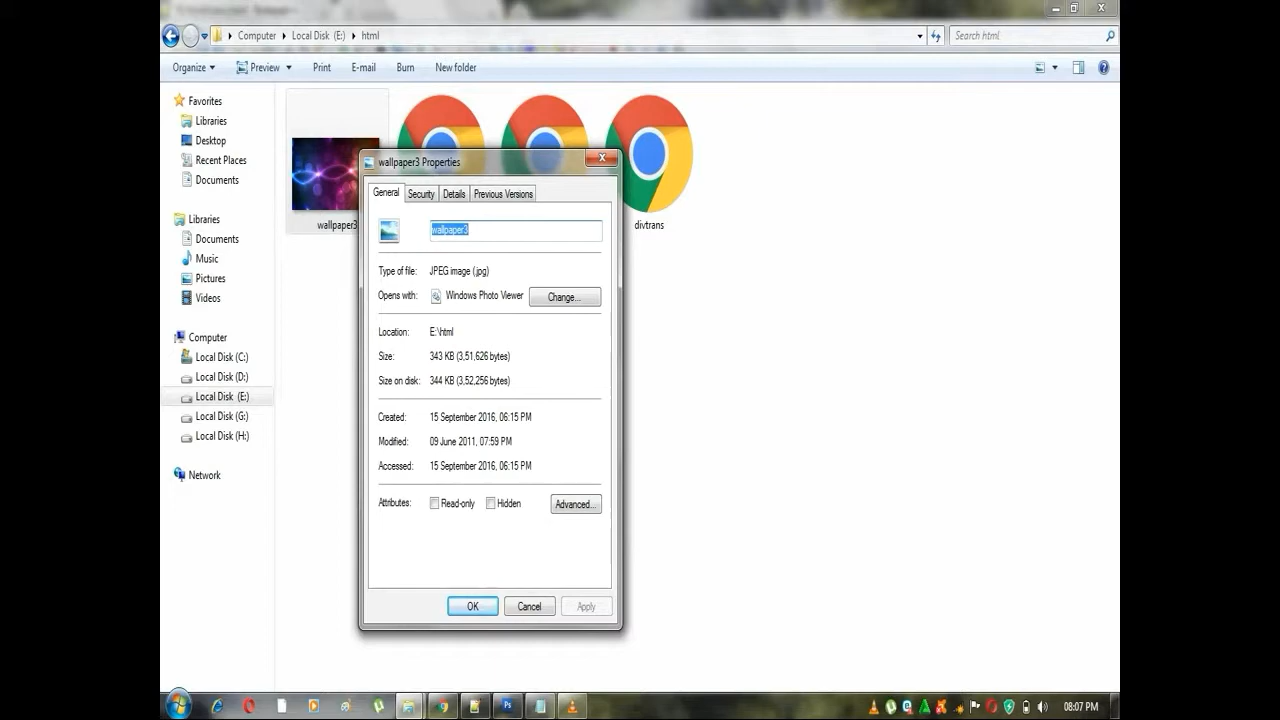 Computer ▸ Local Disk (E:) ▸ html
Search html
Organize Preview Print E-mail Burn New folder
Favorites
Libraries
Desktop
Recent Places
Documents
Libraries
Documents
Music
Pictures
Videos
Computer
Local Disk (C:)
Local Disk (D:)
Local Disk (E:)
Local Disk (G:)
Local Disk (H:)
Network
wallpaper3
divtrans
wallpaper3 Properties
General Security Details Previous Versions
wallpaper3
Type of file: JPEG image (.jpg)
Opens with: Windows Photo Viewer Change...
Location: E:\html
Size: 343 KB (3,51,626 bytes)
Size on disk: 344 KB (3,52,256 bytes)
Created: 15 September 2016, 06:15 PM
Modified: 09 June 2011, 07:59 PM
Accessed: 15 September 2016, 06:15 PM
Attributes: Read-only Hidden Advanced...
OK Cancel Apply
Ps
08:07 PM